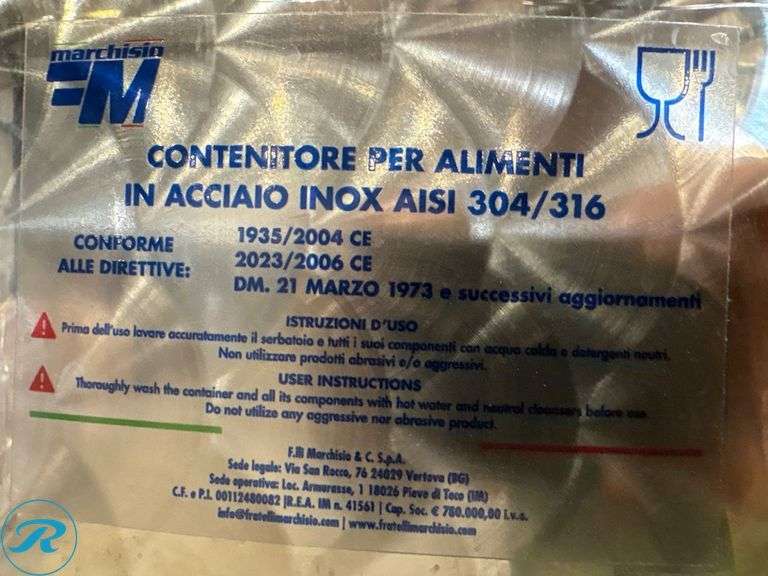 marchisio
FM
CONTENITORE PER ALIMENTI
IN ACCIAIO INOX AISI 304/316
CONFORME
ALLE DIRETTIVE:
1935/2004 CE
2023/2006 CE
DM. 21 MARZO 1973 e successivi aggiornamenti
ISTRUZIONI D'USO
Prima dell'uso lavare accuratamente il serbatoio e tutti i suoi componenti con acqua calda e detergenti neutri.
Non utilizzare prodotti abrasivi e/o aggressivi.
USER INSTRUCTIONS
Thoroughly wash the container and all its components with hot water and neutral cleansers before use.
Do not utilize any aggressive nor abrasive product.
F.lli Marchisio & C. S.p.A.
Sede legale: Via San Rocco, 76 24029 Vertova (BG)
Sede operativa: Loc. Armurasse, 1 18026 Pieve di Teco (IM)
C.F. e P.I. 00112480082 |R.E.A. IM n. 41561 | Cap. Soc. € 780.000,00 i.v.a.
info@fratellimarchisio.com | www.fratellimarchisio.com
R